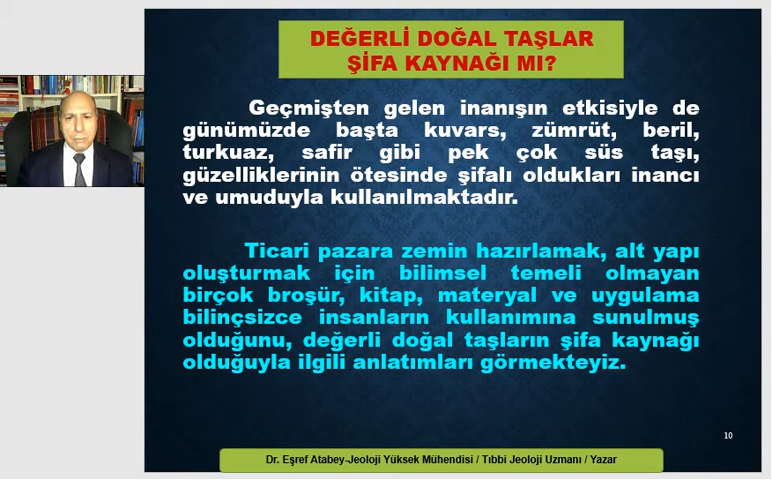 DEĞERLİ DOĞAL TAŞLAR
ŞİFA KAYNAĞI MI?
Geçmişten gelen inanışın etkisiyle de
günümüzde başta kuvars, zümrüt, beril,
turkuaz, safir gibi pek çok süs taşı,
güzelliklerinin ötesinde şifalı oldukları inancı
ve umuduyla kullanılmaktadır.
Ticari pazara zemin hazırlamak, alt yapı
oluşturmak için bilimsel temeli olmayan
birçok broşür, kitap, materyal ve uygulama
bilinçsizce insanların kullanımına sunulmuş
olduğunu, değerli doğal taşların şifa kaynağı
olduğuyla ilgili anlatımları görmekteyiz.
10
Dr. Eşref Atabey-Jeoloji Yüksek Mühendisi / Tıbbi Jeoloji Uzmanı / Yazar